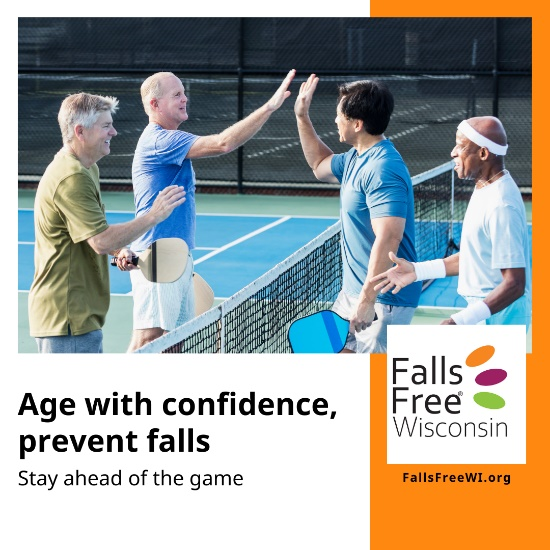 Age with confidence,
prevent falls
Stay ahead of the game
Falls
Free®
Wisconsin
FallsFreeWI.org